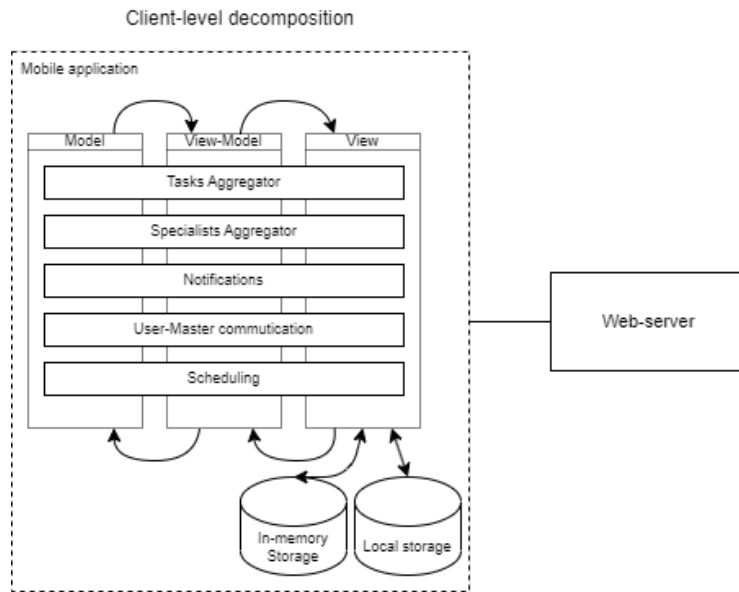 Client-level decomposition
Mobile application
Model
View-Model
View
Tasks Aggregator
Specialists Aggregator
Notifications
User-Master commutication
Scheduling
Web-server
In-memory
Storage
Local storage